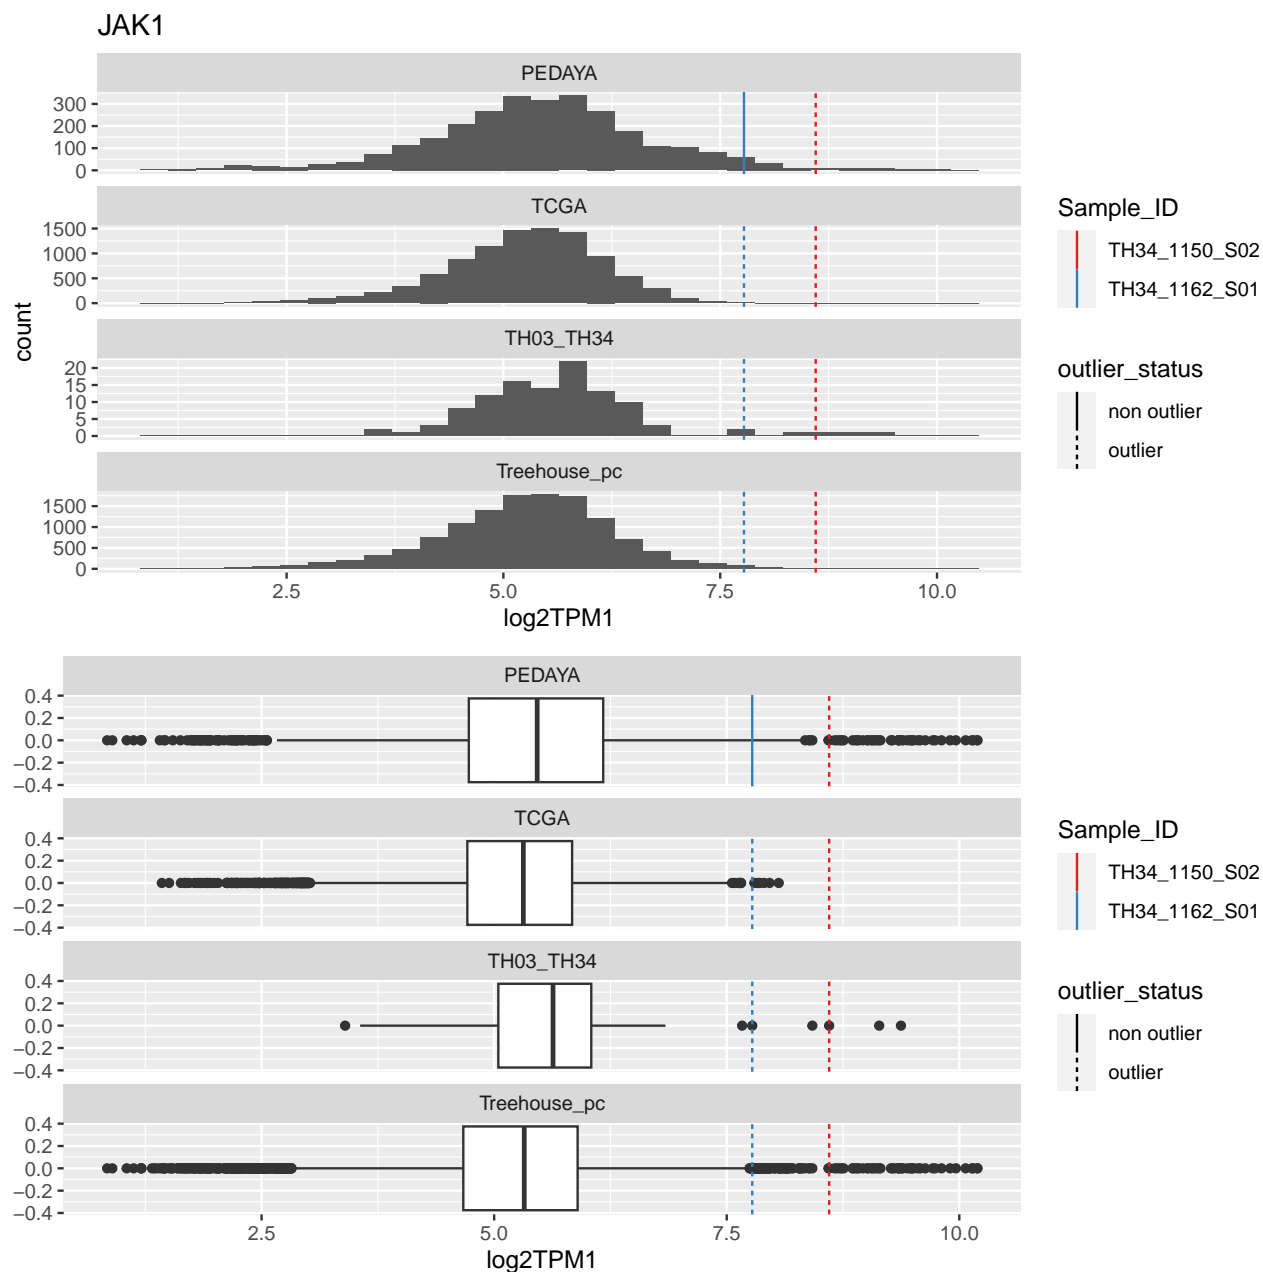 JAK1
PEDAYA
300
200
100
0
TCGA
1500
1000
500
0
TH03_TH34
20
15
10
5
0
Treehouse_pc
1500
1000
500
0
count
2.5 5.0 7.5 10.0
log2TPM1
Sample_ID
TH34_1150_S02
TH34_1162_S01
outlier_status
non outlier
outlier
PEDAYA
0.4
0.2
0.0
−0.2
−0.4
TCGA
0.4
0.2
0.0
−0.2
−0.4
TH03_TH34
0.4
0.2
0.0
−0.2
−0.4
Treehouse_pc
0.4
0.2
0.0
−0.2
−0.4
2.5 5.0 7.5 10.0
log2TPM1
Sample_ID
TH34_1150_S02
TH34_1162_S01
outlier_status
non outlier
outlier